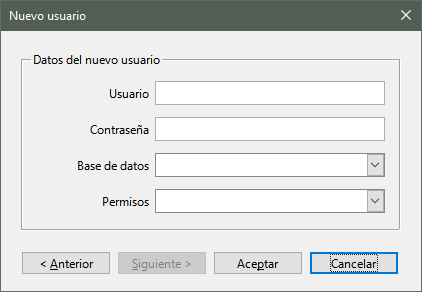 Nuevo usuario
Datos del nuevo usuario
Usuario
Contraseña
Base de datos
Permisos
< Anterior
Siguiente >
Aceptar
Cancelar